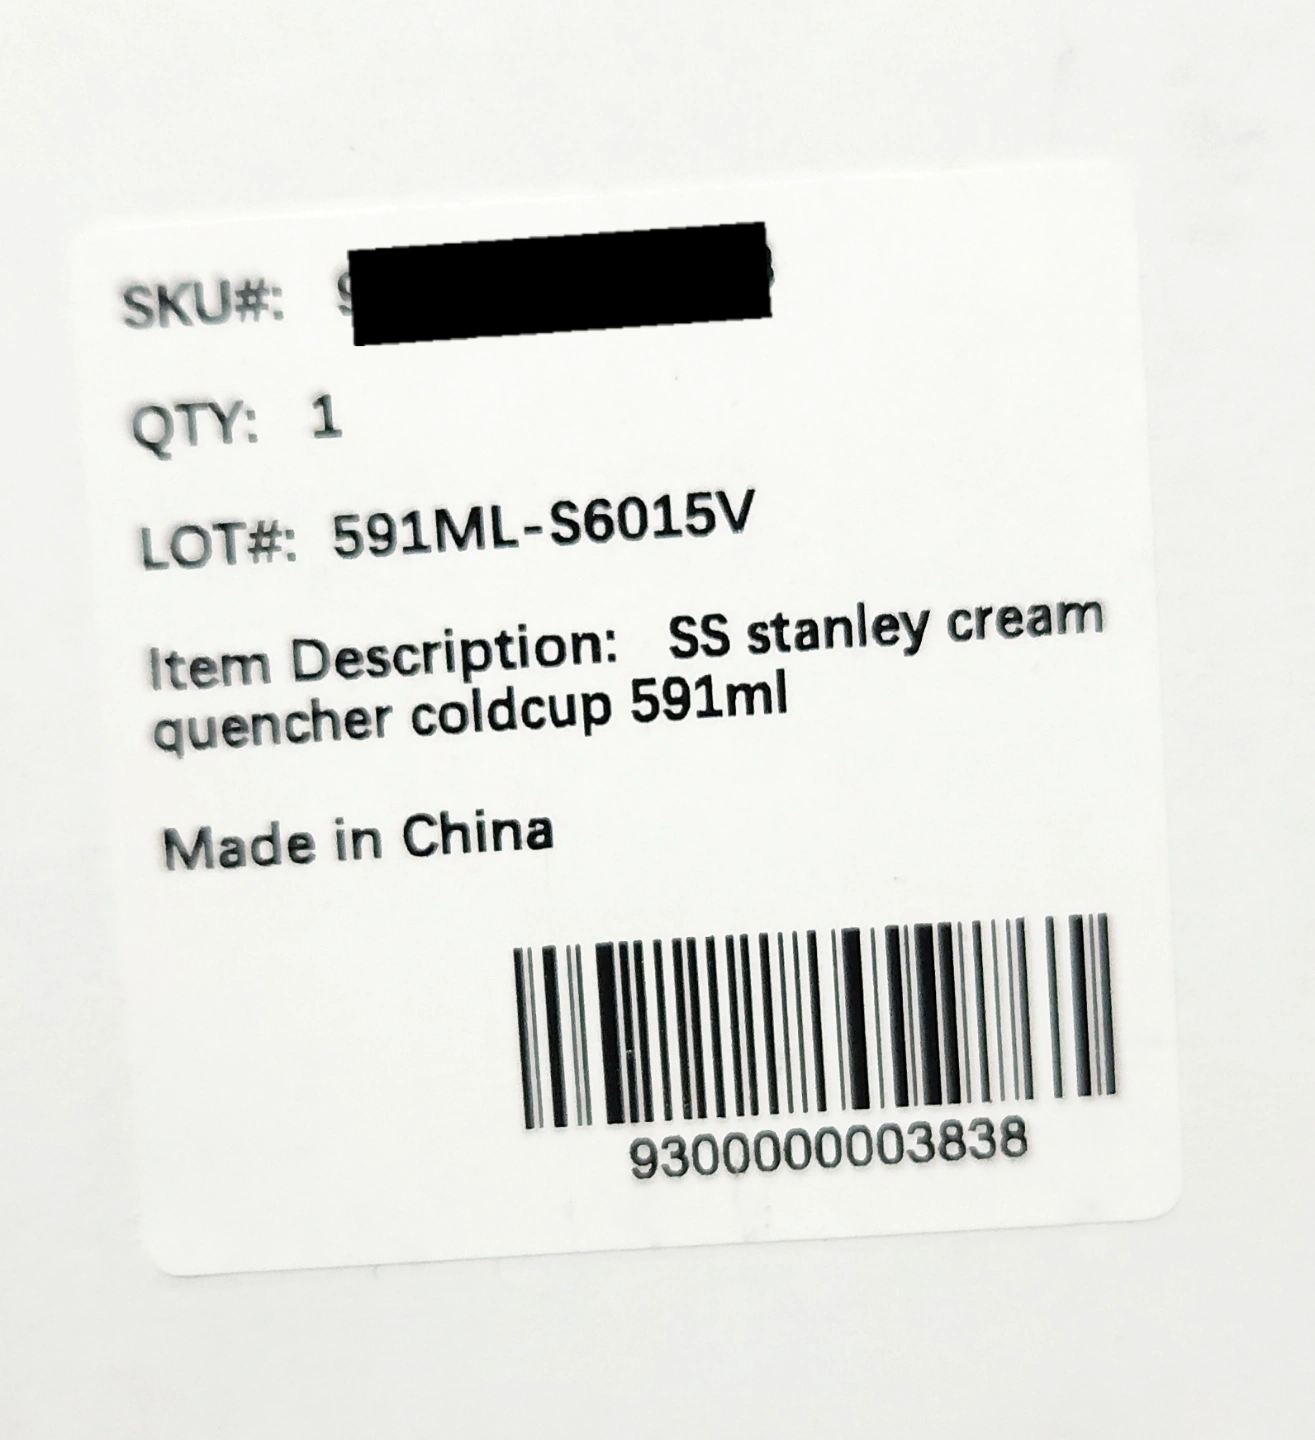 SKU#:
QTY: 1
LOT#: 591ML-S6015V
Item Description: SS stanley cream
quencher coldcup 591ml
Made in China
9300000003838